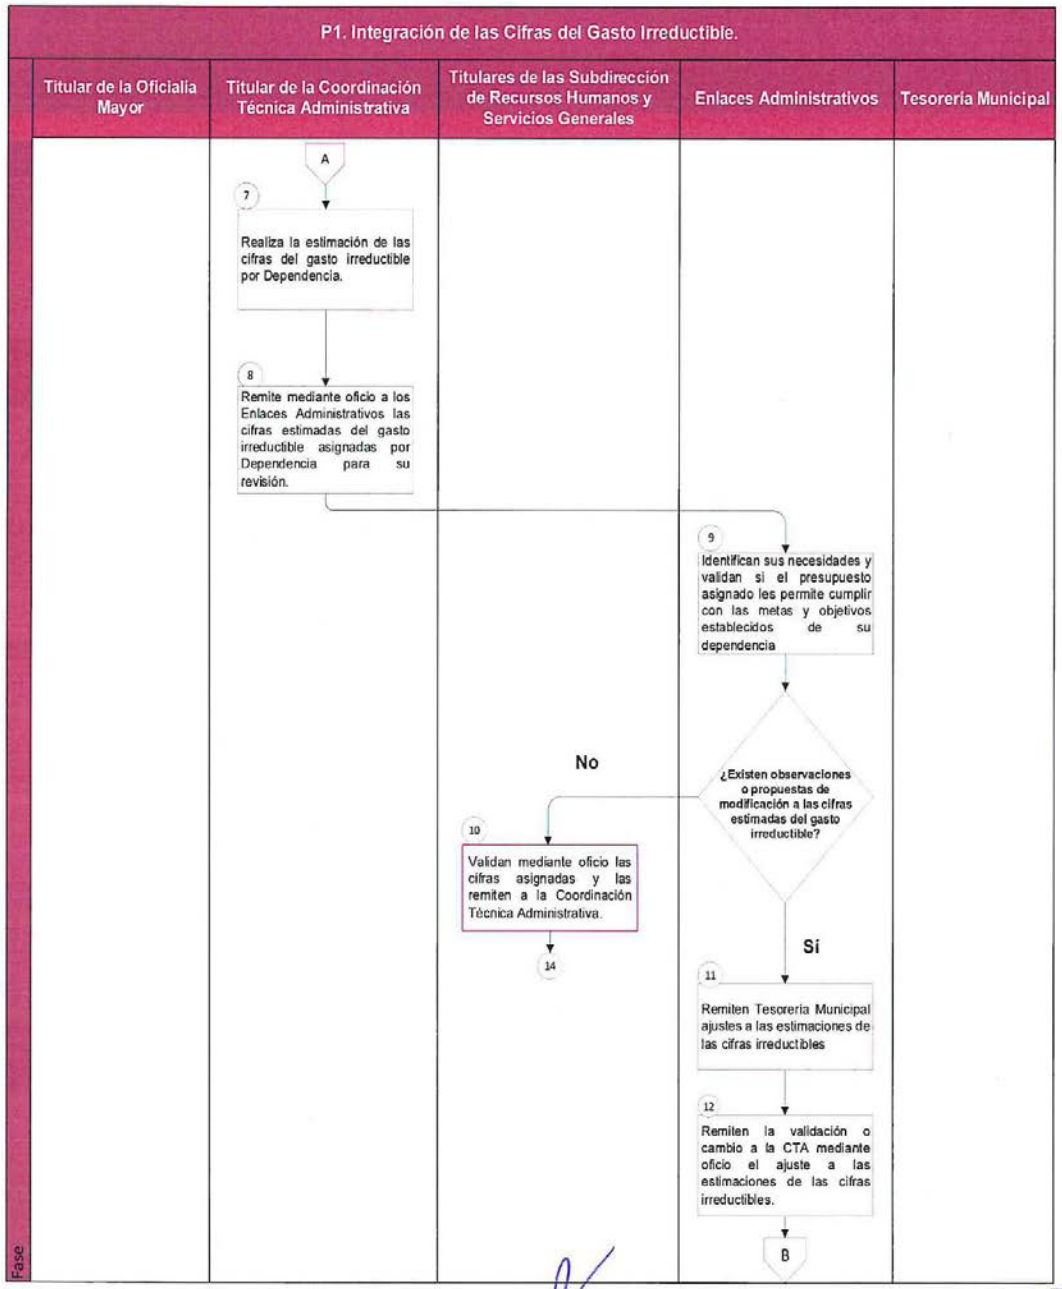 P1. Integración de las Cifras del Gasto Irreductible.
Titular de la Oficialia
Mayor
Titular de la Coordinación
Técnica Administrativa
Titulares de las Subdirección
de Recursos Humanos y
Servicios Generales
Enlaces Administrativos
Tesorería Municipal
A
7
Realiza la estimación de las
cifras del gasto irreductible
por Dependencia.
8
Remite mediante oficio a los
Enlaces Administrativos las
cifras estimadas del gasto
irreductible asignadas por
Dependencia para su
revisión.
9
Identifican sus necesidades y
validan si el presupuesto
asignado les permite cumplir
con las metas y objetivos
establecidos de su
dependencia
¿Existen observaciones
o propuestas de
modificación a las cifras
estimadas del gasto
irreductible?
No
10
Validan mediante oficio las
cifras asignadas y las
remiten a la Coordinación
Técnica Administrativa.
14
Sí
11
Remiten Tesorería Municipal
ajustes a las estimaciones de
las cifras irreductibles
12
Remiten la validación o
cambio a la CTA mediante
oficio el ajuste a las
estimaciones de las cifras
irreductibles.
B
Fase